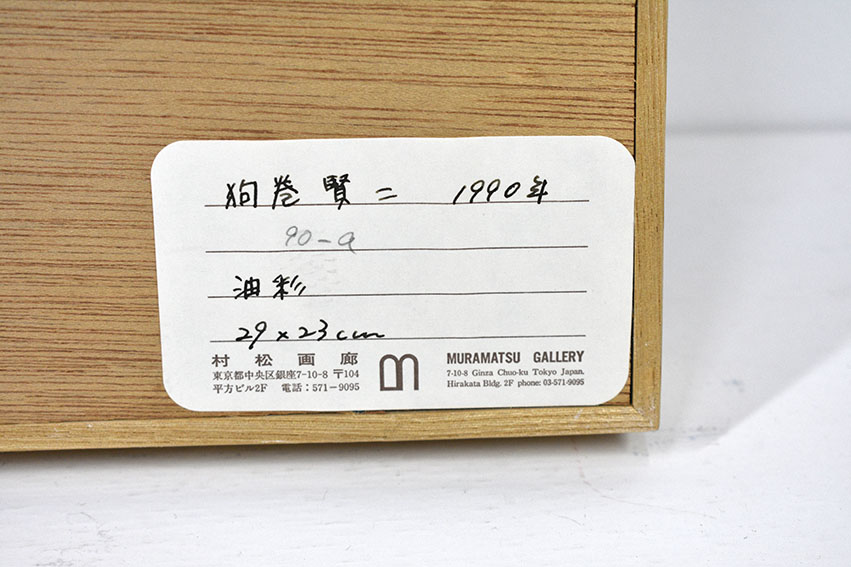 狗巻賢二 1990年
90-a
油彩
29×23cm
村松画廊
東京都中央区銀座7-10-8 〒104
平方ビル2F 電話：571-9095
MURAMATSU GALLERY
7-10-8 Ginza Chuo-ku Tokyo Japan.
Hirakata Bldg. 2F phone: 03-571-9095